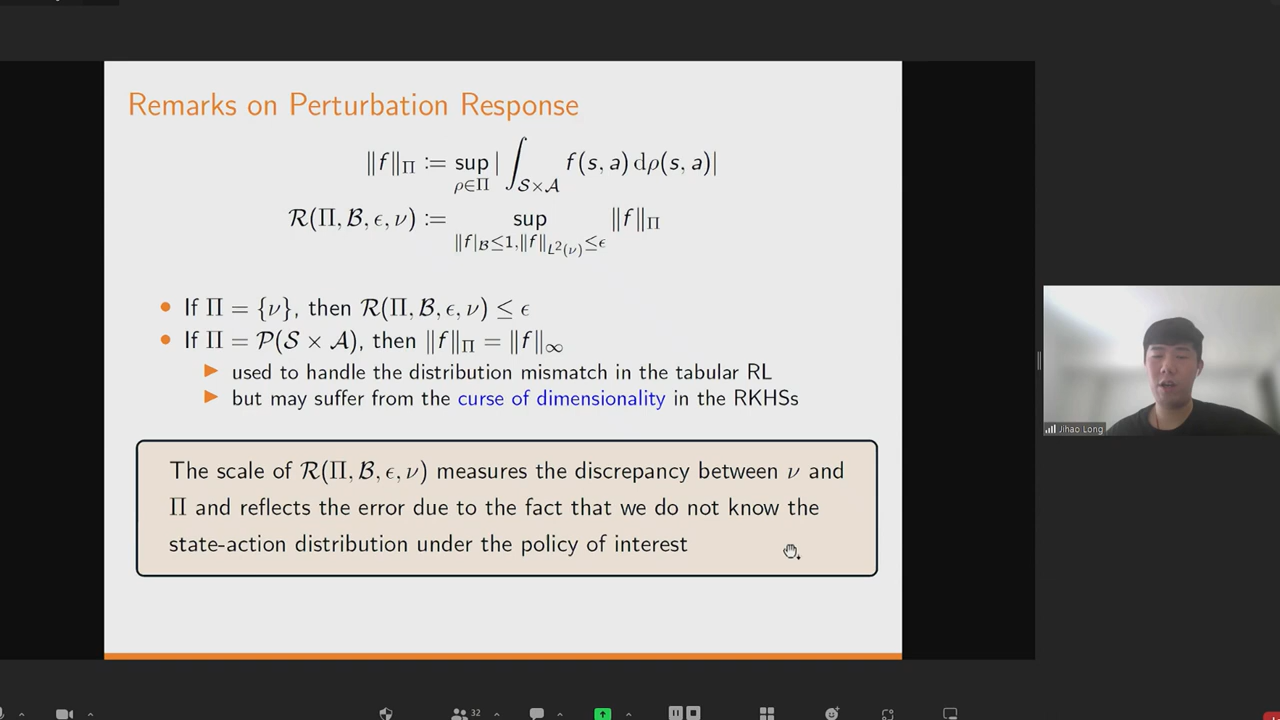 Remarks on Perturbation Response
‖f‖_Π := sup_{ρ∈Π} | ∫_{𝒮×𝒜} f(s, a) dρ(s, a)|
ℛ(Π, ℬ, ϵ, ν) := sup_{‖f|_ℬ≤1,‖f‖_{L²(ν)}≤ϵ} ‖f‖_Π
• If Π = {ν}, then ℛ(Π, ℬ, ϵ, ν) ≤ ϵ
• If Π = 𝒫(𝒮 × 𝒜), then ‖f‖_Π = ‖f‖_∞
▶ used to handle the distribution mismatch in the tabular RL
▶ but may suffer from the curse of dimensionality in the RKHSs
The scale of ℛ(Π, ℬ, ϵ, ν) measures the discrepancy between ν and
Π and reflects the error due to the fact that we do not know the
state-action distribution under the policy of interest
Jihao Long
32